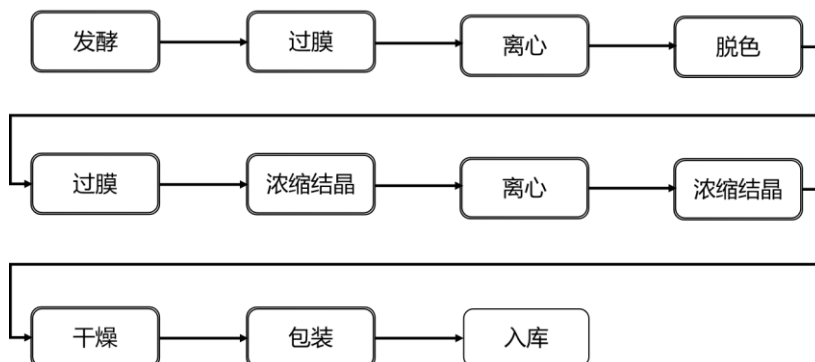 发酵 过膜 离心 脱色
过膜 浓缩结晶 离心 浓缩结晶
干燥 包装 入库